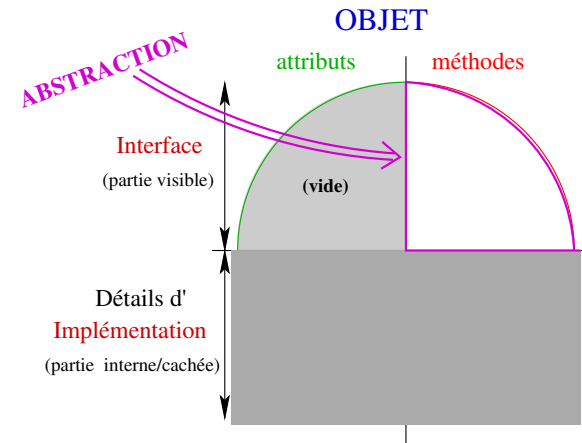 OBJET
ABSTRACTION
attributs
méthodes
Interface
(partie visible)
(vide)
Détails d'
Implémentation
(partie interne/cachée)